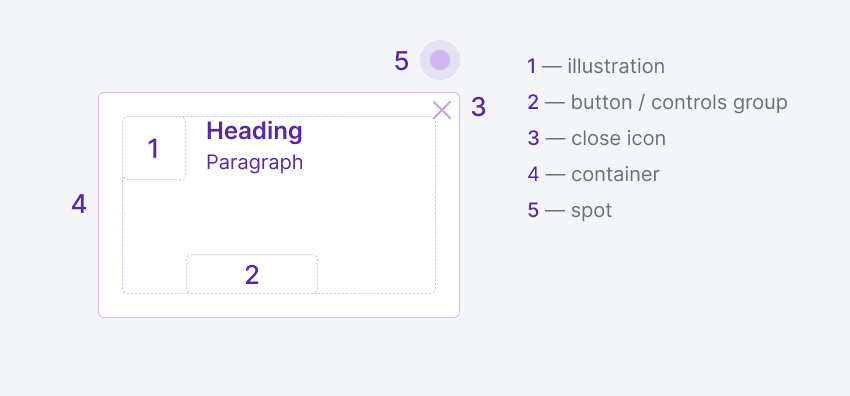 5
3
1
Heading
Paragraph
4
2
1 — illustration
2 — button / controls group
3 — close icon
4 — container
5 — spot